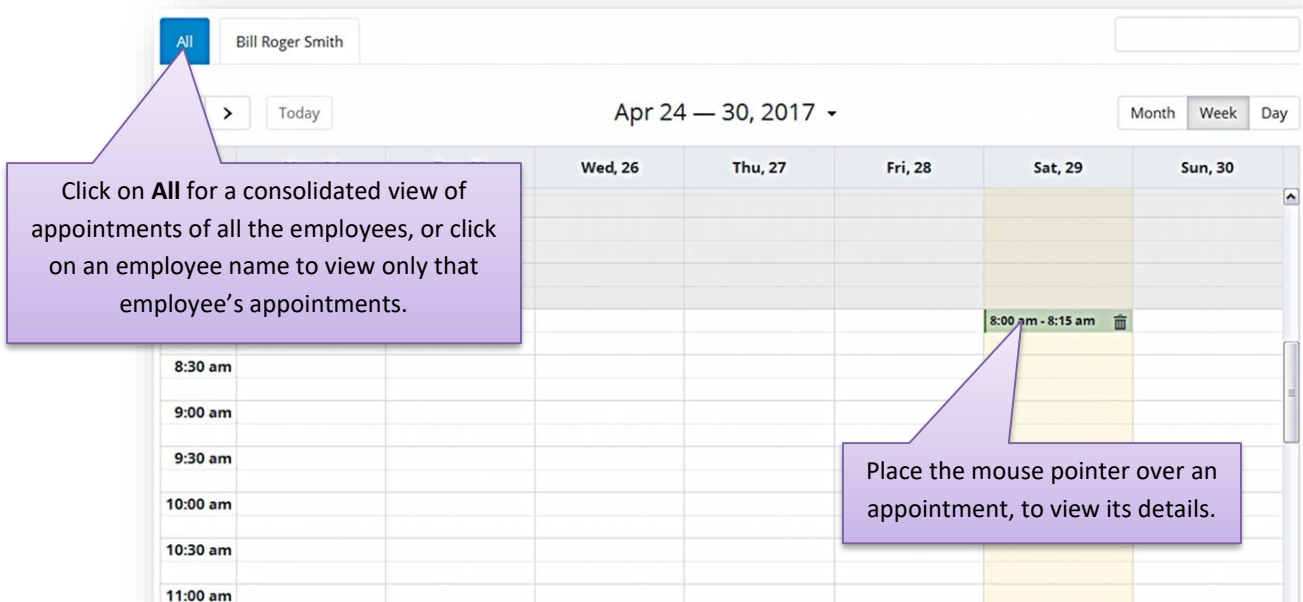 All Bill Roger Smith
Today Apr 24 — 30, 2017 Month Week Day
Wed, 26 Thu, 27 Fri, 28 Sat, 29 Sun, 30
Click on All for a consolidated view of
appointments of all the employees, or click
on an employee name to view only that
employee’s appointments.
8:00 am - 8:15 am
8:30 am
9:00 am
9:30 am
Place the mouse pointer over an
appointment, to view its details.
10:00 am
10:30 am
11:00 am